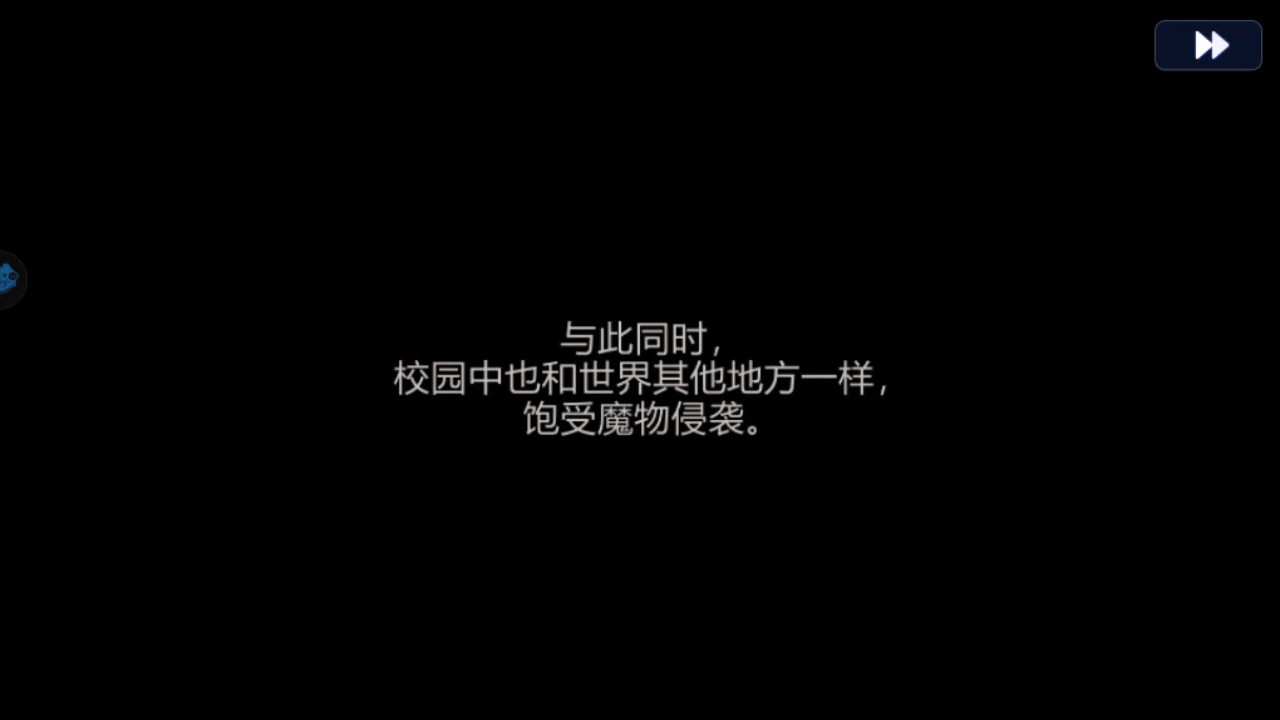 与此同时，
校园中也和世界其他地方一样，
饱受魔物侵袭。